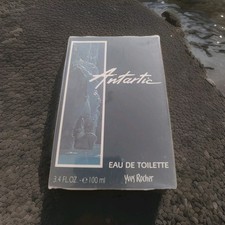 Antartic
EAU DE TOILETTE
3.4 FL.OZ. - e 100 ml
Yves Rocher